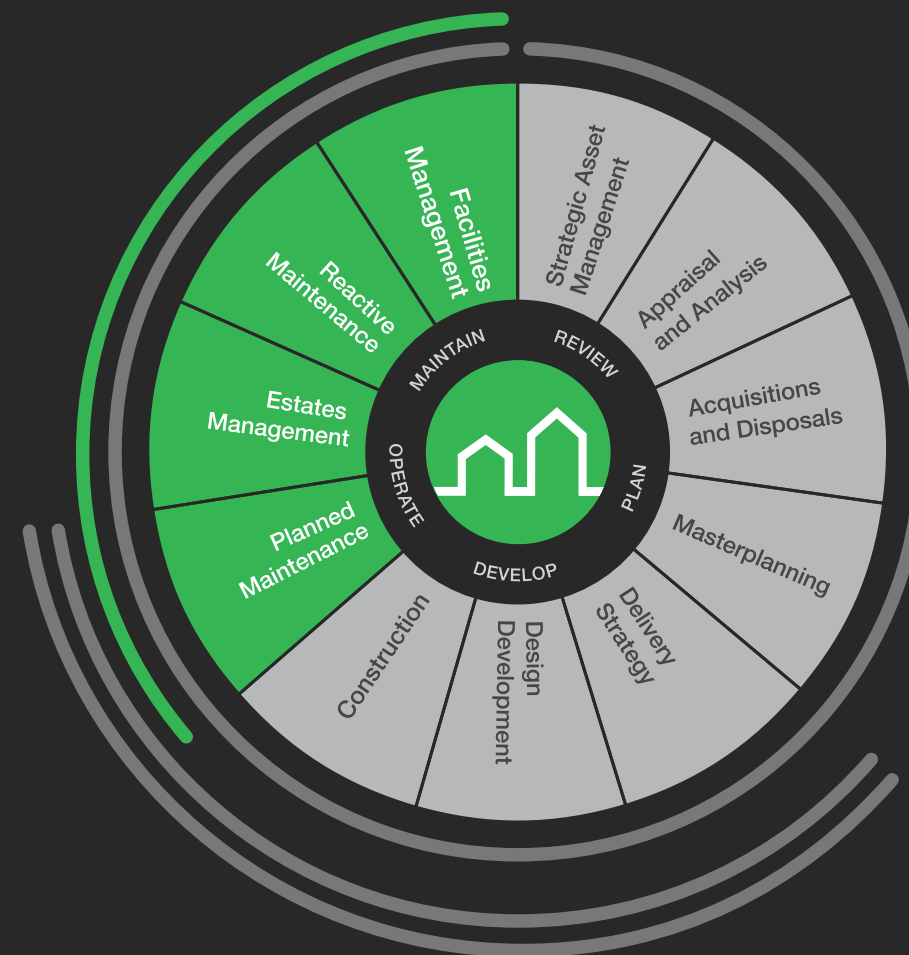 Strategic Asset
Management
Appraisal
and Analysis
Acquisitions
and Disposals
Masterplanning
Delivery
Strategy
Design
Development
Construction
Planned
Maintenance
Estates
Management
Reactive
Maintenance
Facilities
Management
REVIEW
PLAN
DEVELOP
OPERATE
MAINTAIN